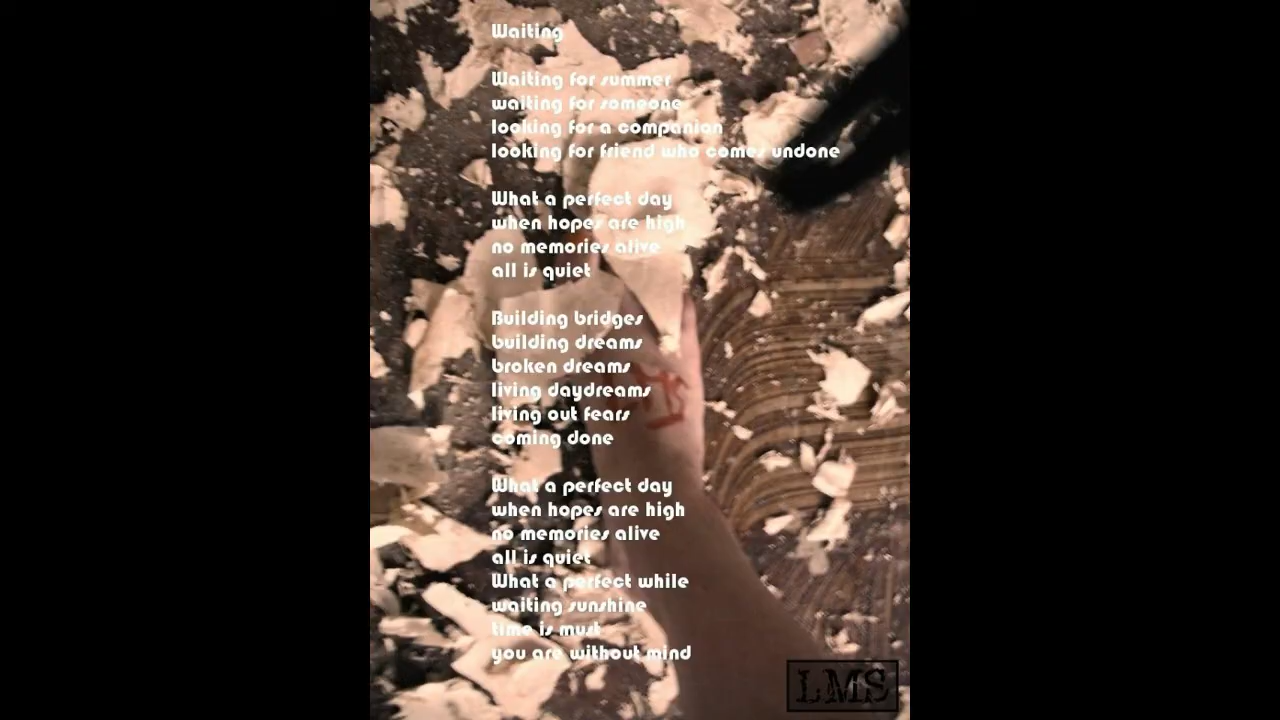 Waiting
Waiting for summer
waiting for someone
looking for a companion
looking for friend who comes undone
What a perfect day
when hopes are high
no memories alive
all is quiet
Building bridges
building dreams
broken dreams
living daydreams
living out fears
coming done
What a perfect day
when hopes are high
no memories alive
all is quiet
What a perfect while
waiting sunshine
time is must
you are without mind
LMS